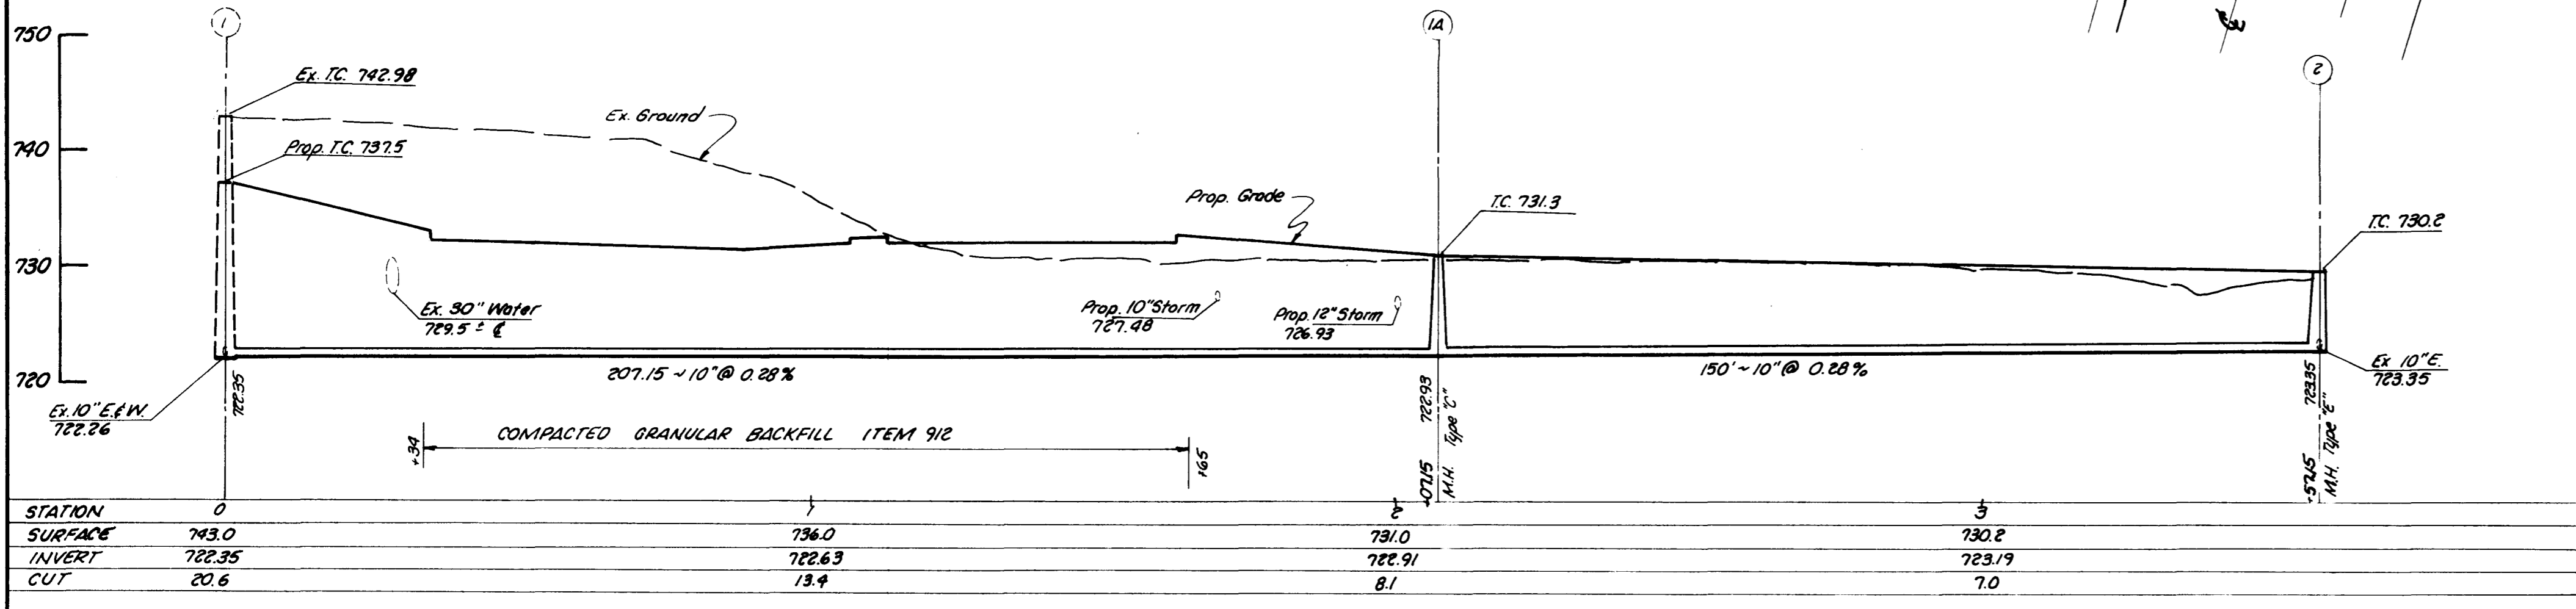 1
1A
2
750
740
730
720
Ex. T.C. 742.98
Prop. T.C. 737.5
Ex. Ground
Prop. Grade
T.C. 731.3
T.C. 730.2
Ex. 30" Water
729.5 ± ℄
Prop. 10" Storm
727.48
Prop. 12" Storm
726.93
207.15 ~ 10" @ 0.28%
150' ~ 10" @ 0.28%
Ex. 10" E.
723.35
Ex. 10" E. & W.
722.26
722.35
722.93
723.35
+34
COMPACTED GRANULAR BACKFILL ITEM 912
+65
+07.15
M.H. Type "C"
+57.15
M.H. Type "E"
STATION 0 1 2 3
SURFACE 743.0 736.0 731.0 730.2
INVERT 722.35 722.63 722.91 723.19
CUT 20.6 13.4 8.1 7.0